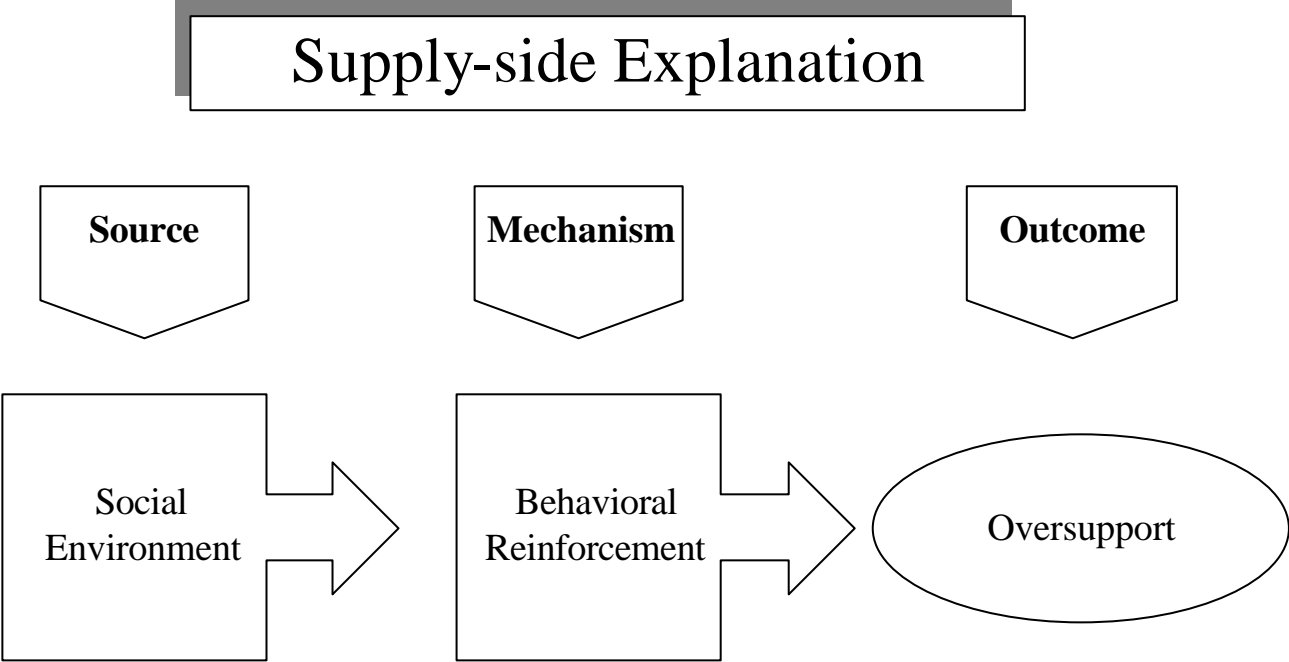 Supply-side Explanation
Source
Mechanism
Outcome
Social
Environment
Behavioral
Reinforcement
Oversupport